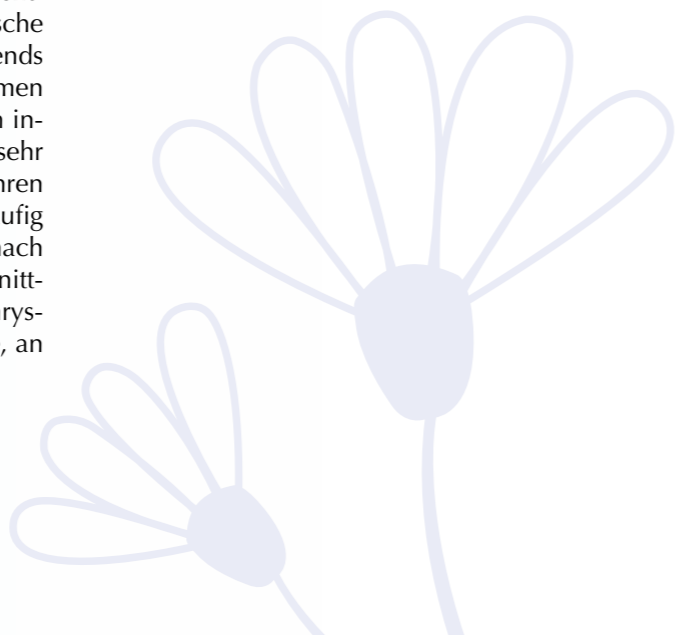 sche
ends
men
n in-
sehr
hren
ufig
nach
nitt-
rys-
, an